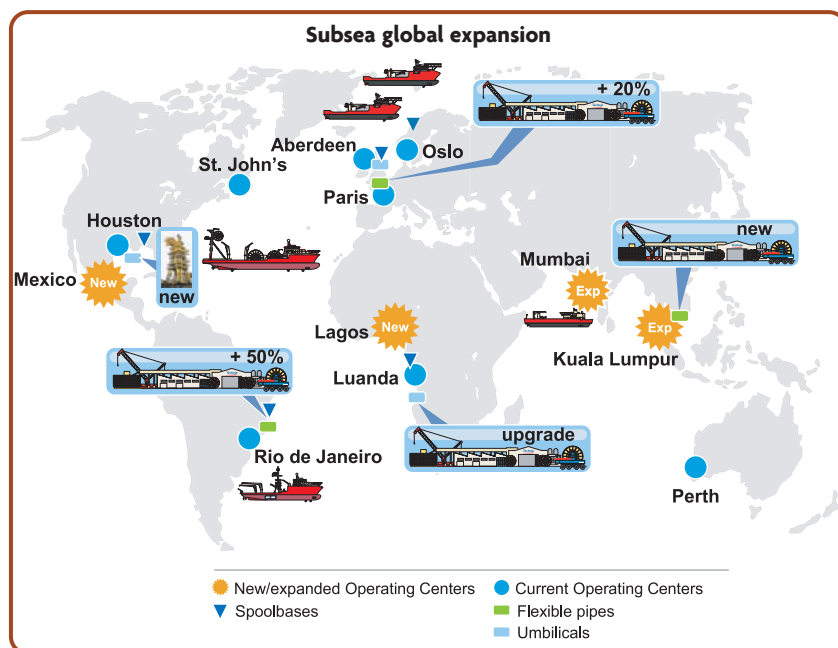 Subsea global expansion
+ 20%
Aberdeen
Oslo
St. John's
Paris
Houston
new
Mumbai
new
Mexico
New
Exp
Lagos
New
Exp
Kuala Lumpur
+ 50%
Luanda
upgrade
Rio de Janeiro
Perth
New/expanded Operating Centers
Current Operating Centers
Spoolbases
Flexible pipes
Umbilicals